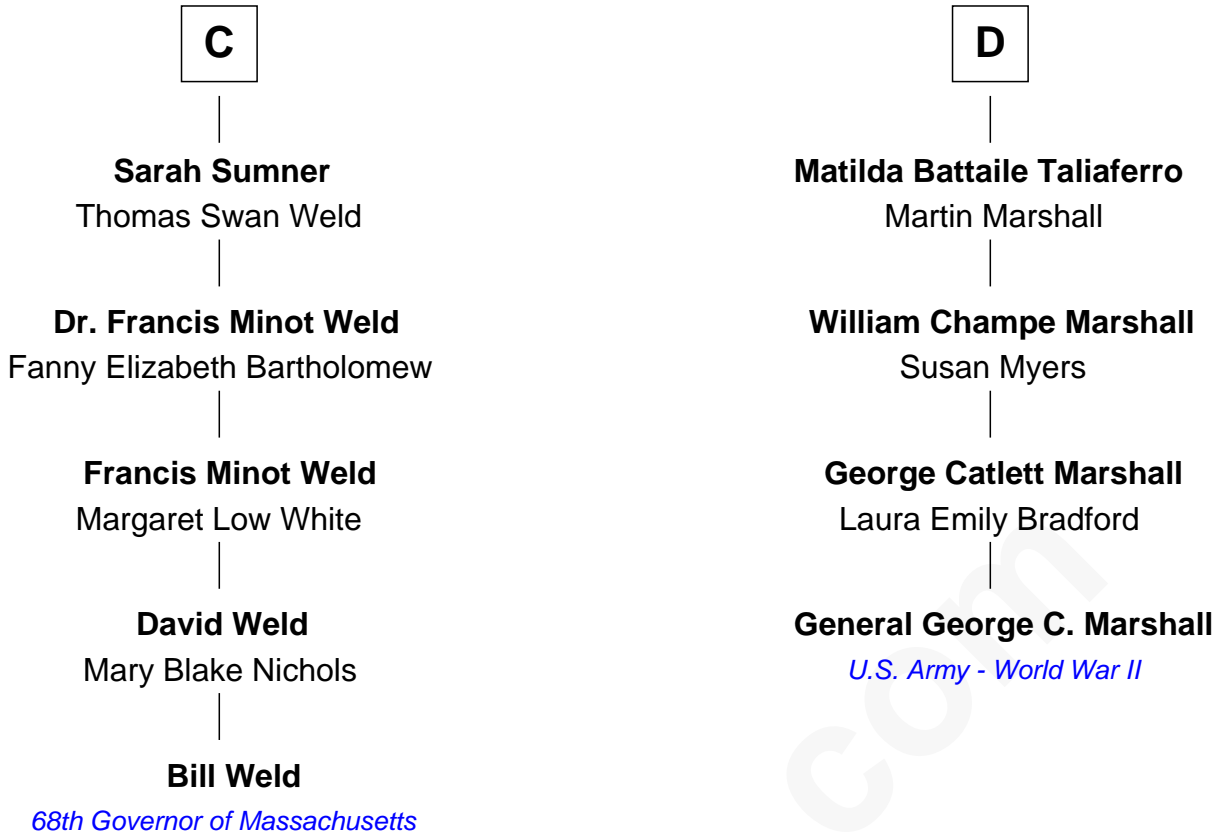 C
Sarah Sumner
Thomas Swan Weld
Dr. Francis Minot Weld
Fanny Elizabeth Bartholomew
Francis Minot Weld
Margaret Low White
David Weld
Mary Blake Nichols
Bill Weld
68th Governor of Massachusetts
D
Matilda Battaile Taliaferro
Martin Marshall
William Champe Marshall
Susan Myers
George Catlett Marshall
Laura Emily Bradford
General George C. Marshall
U.S. Army - World War II
com